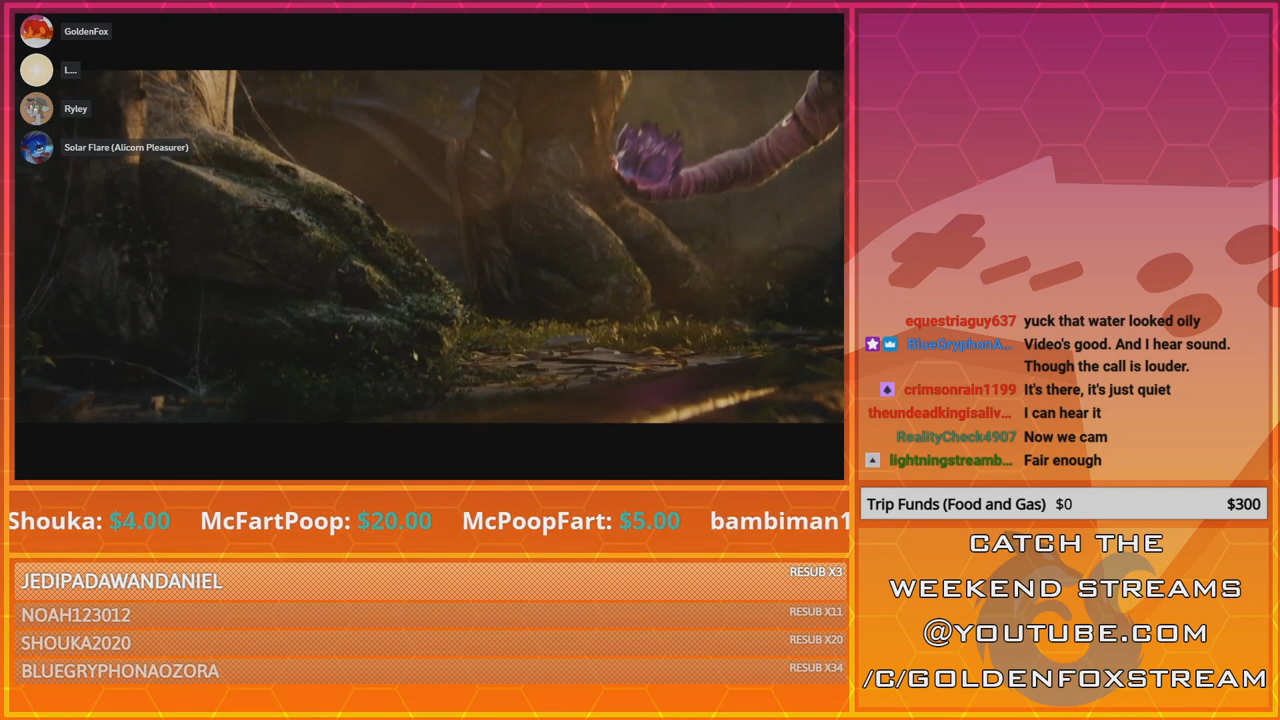 GoldenFox
L...
Ryley
Solar Flare (Alicorn Pleasurer)
equestriaguy637 yuck that water looked oily
BlueGryphonA... Video's good. And I hear sound.
Though the call is louder.
crimsonrain1199 It's there, it's just quiet
theundeadkingisaliv... I can hear it
RealityCheck4907 Now we cam
lightningstreamb... Fair enough
Trip Funds (Food and Gas) $0 $300
Shouka: $4.00 McFartPoop: $20.00 McPoopFart: $5.00 bambiman1
JEDIPADAWANDANIEL RESUB X3
NOAH123012 RESUB X11
SHOUKA2020 RESUB X20
BLUEGRYPHONAOZORA RESUB X34
CATCH THE
WEEKEND STREAMS
@YOUTUBE.COM
/C/GOLDENFOXSTREAM